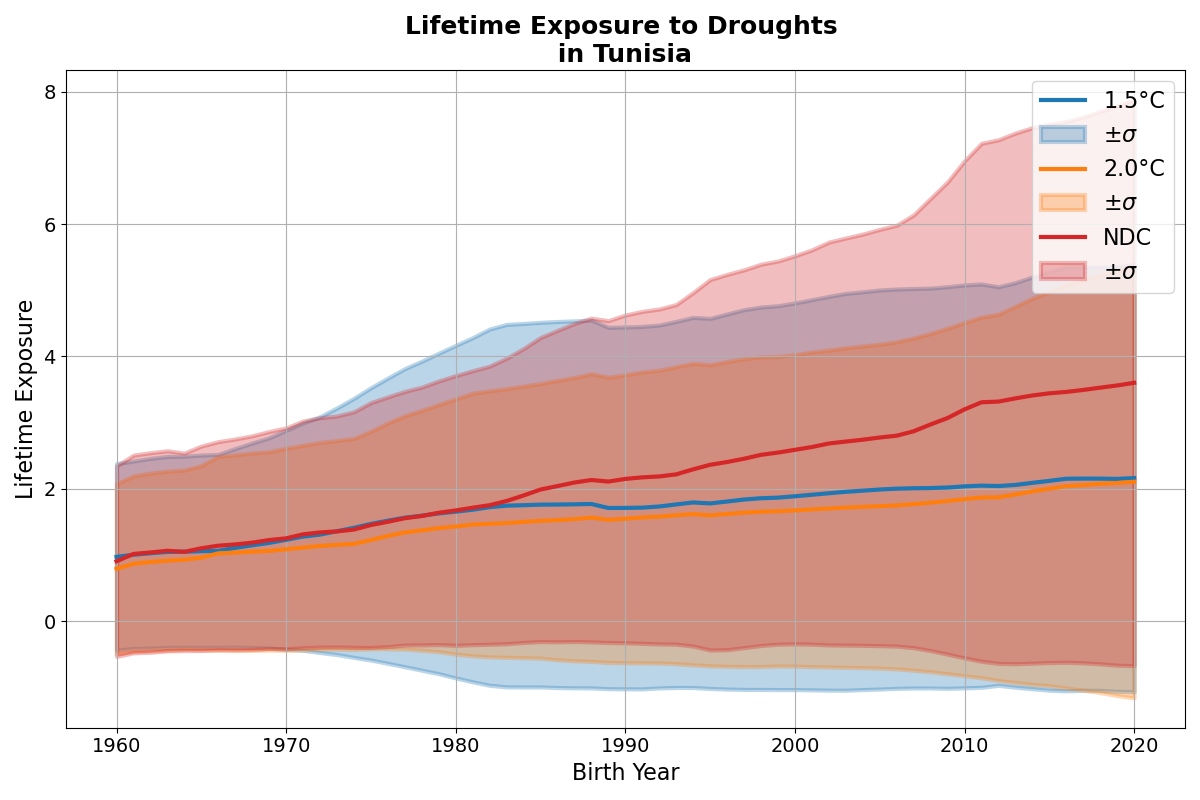 Lifetime Exposure to Droughts
in Tunisia
8
6
4
2
0
Lifetime Exposure
1960
1970
1980
1990
2000
2010
2020
Birth Year
1.5°C
±σ
2.0°C
±σ
NDC
±σ